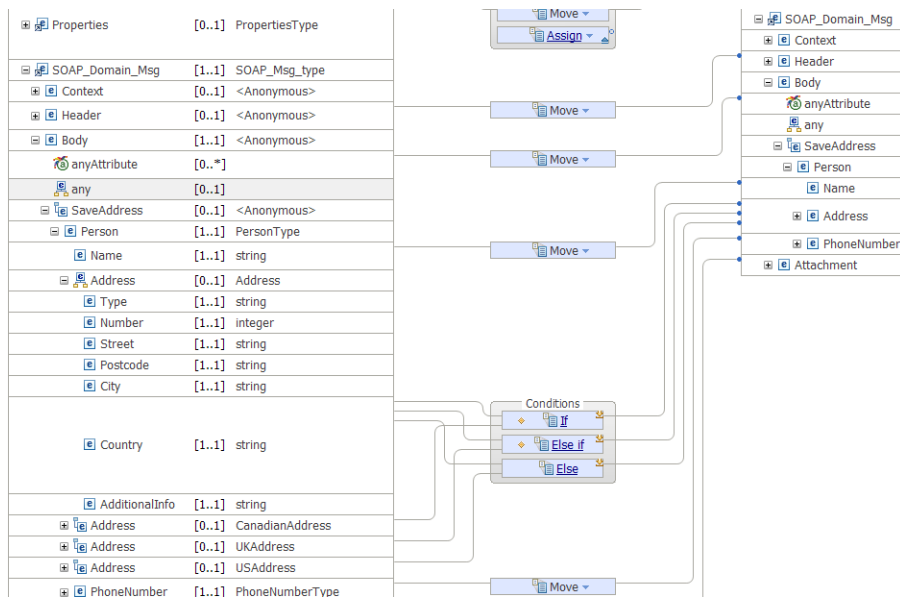 Move
Properties [0..1] PropertiesType
Assign
SOAP_Domain_Msg [1..1] SOAP_Msg_type
Context [0..1] <Anonymous>
Header [0..1] <Anonymous>
Move
Body [1..1] <Anonymous>
anyAttribute [0..*]
Move
any [0..1]
SaveAddress [0..1] <Anonymous>
Person [1..1] PersonType
Name [1..1] string
Move
Address [0..1] Address
Type [1..1] string
Number [1..1] integer
Street [1..1] string
Postcode [1..1] string
City [1..1] string
Country [1..1] string
Conditions
If
Else if
Else
AdditionalInfo [1..1] string
Address [0..1] CanadianAddress
Address [0..1] UKAddress
Address [0..1] USAddress
PhoneNumber [1..1] PhoneNumberType
Move
SOAP_Domain_Msg
Context
Header
Body
anyAttribute
any
SaveAddress
Person
Name
Address
PhoneNumber
Attachment